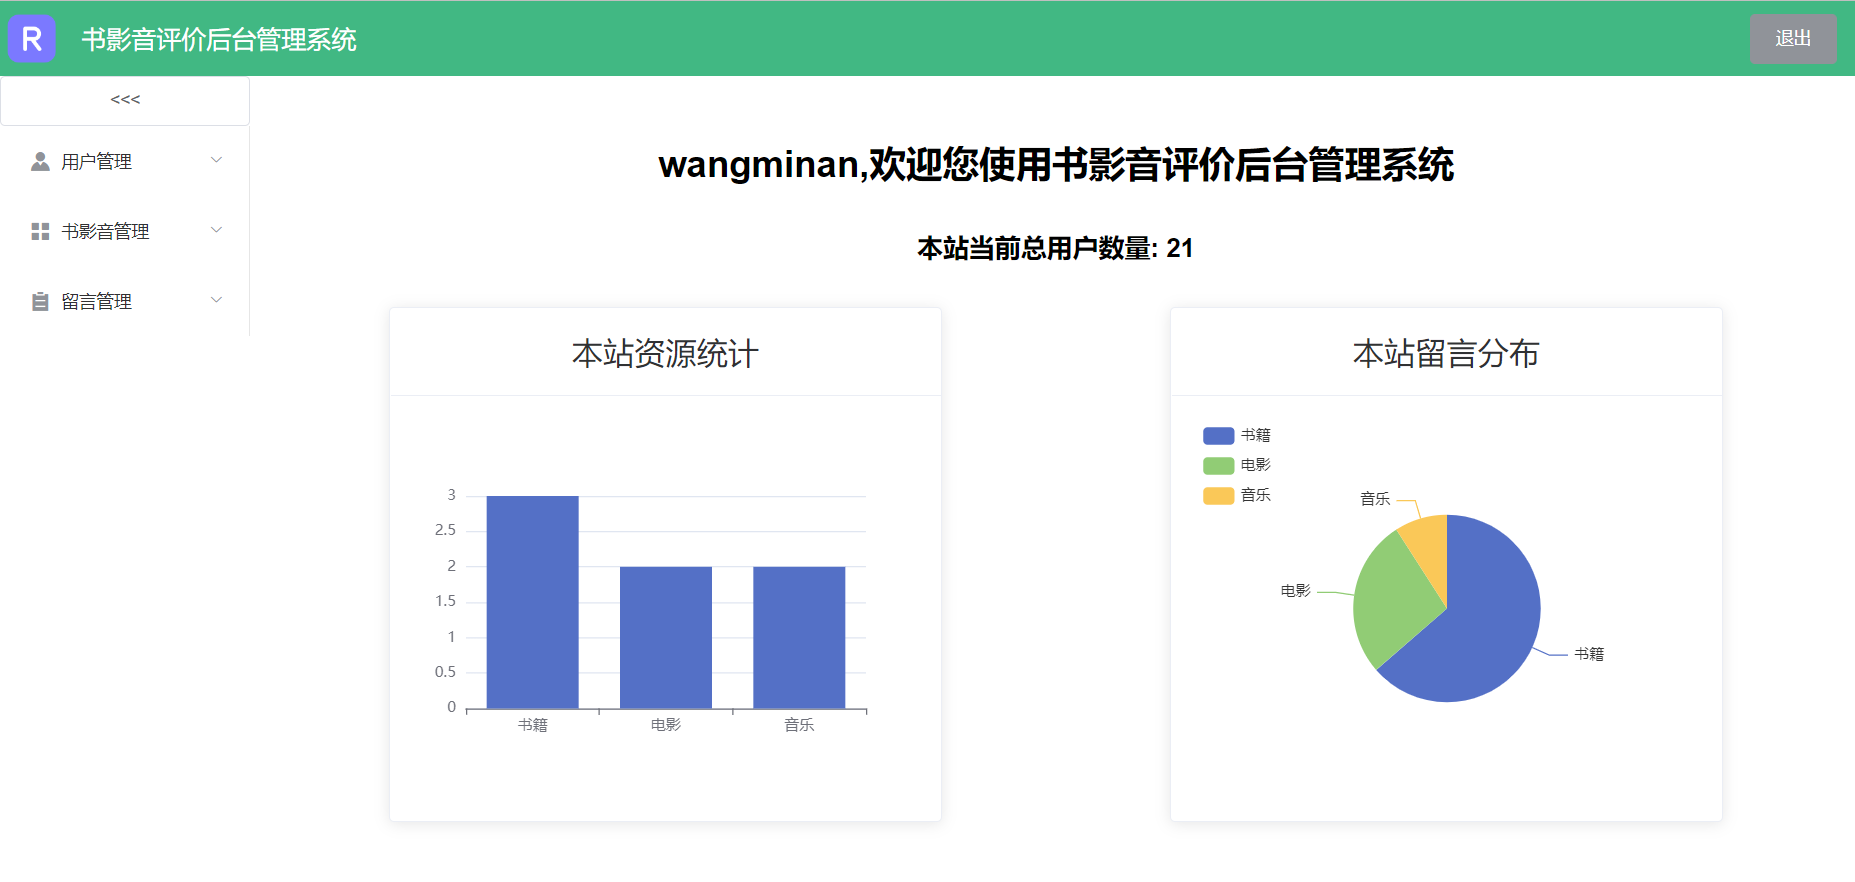 R 书影音评价后台管理系统 退出
<<<
用户管理
书影音管理
留言管理
wangminan,欢迎您使用书影音评价后台管理系统
本站当前总用户数量: 21
本站资源统计
3
2.5
2
1.5
1
0.5
0
书籍 电影 音乐
本站留言分布
书籍
电影
音乐
音乐
电影
书籍